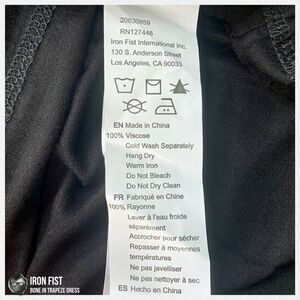 20630859
RN127446
Iron Fist International Inc.
130 S. Anderson Street
Los Angeles, CA 90033
EN Made in China
100% Viscose
Cold Wash Separately
Hang Dry
Warm Iron
Do Not Bleach
Do Not Dry Clean
FR Fabriqué en Chine
100% Rayonne
Laver à l'eau froide
séparément
Accrocher pour sécher
Repasser à moyennes
températures
Ne pas javelliser
Ne pas nettoyer à sec
ES Hecho en China
IRON FIST
BONE IN TRAPEZE DRESS